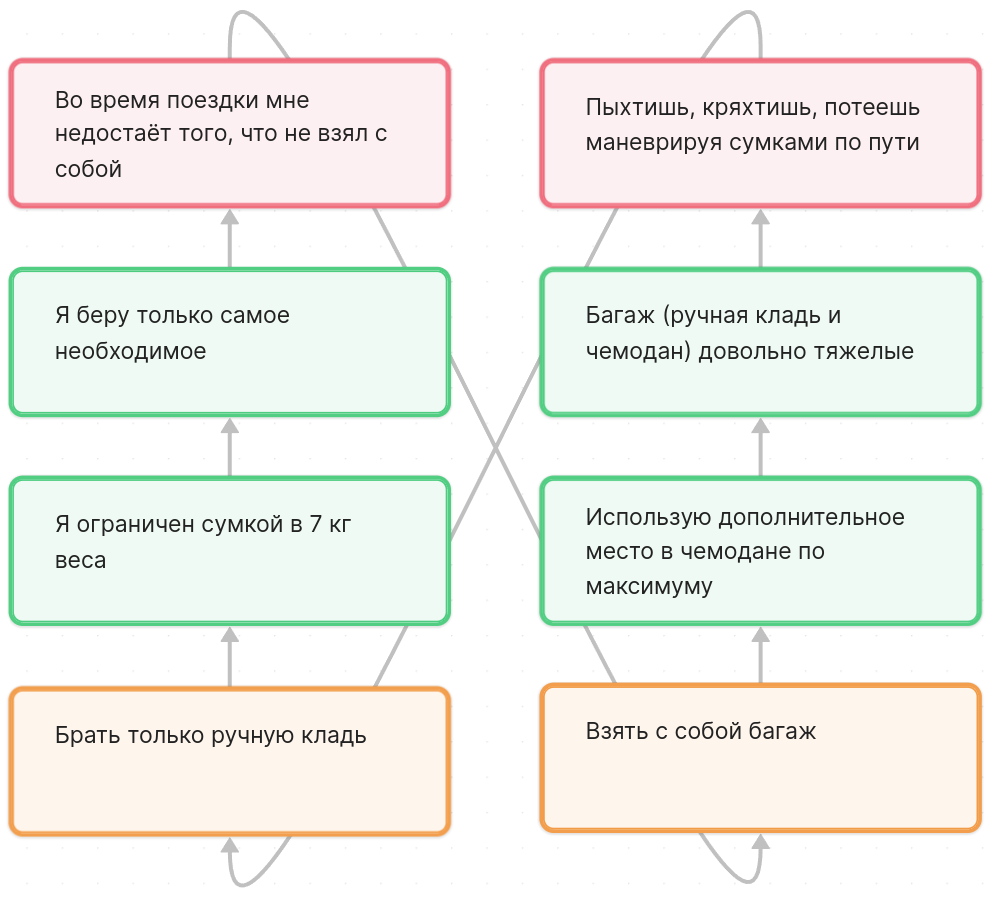 Во время поездки мне
недостаёт того, что не взял с
собой
Пыхтишь, кряхтишь, потеешь
маневрируя сумками по пути
Я беру только самое
необходимое
Багаж (ручная кладь и
чемодан) довольно тяжелые
Я ограничен сумкой в 7 кг
веса
Использую дополнительное
место в чемодане по
максимуму
Брать только ручную кладь
Взять с собой багаж